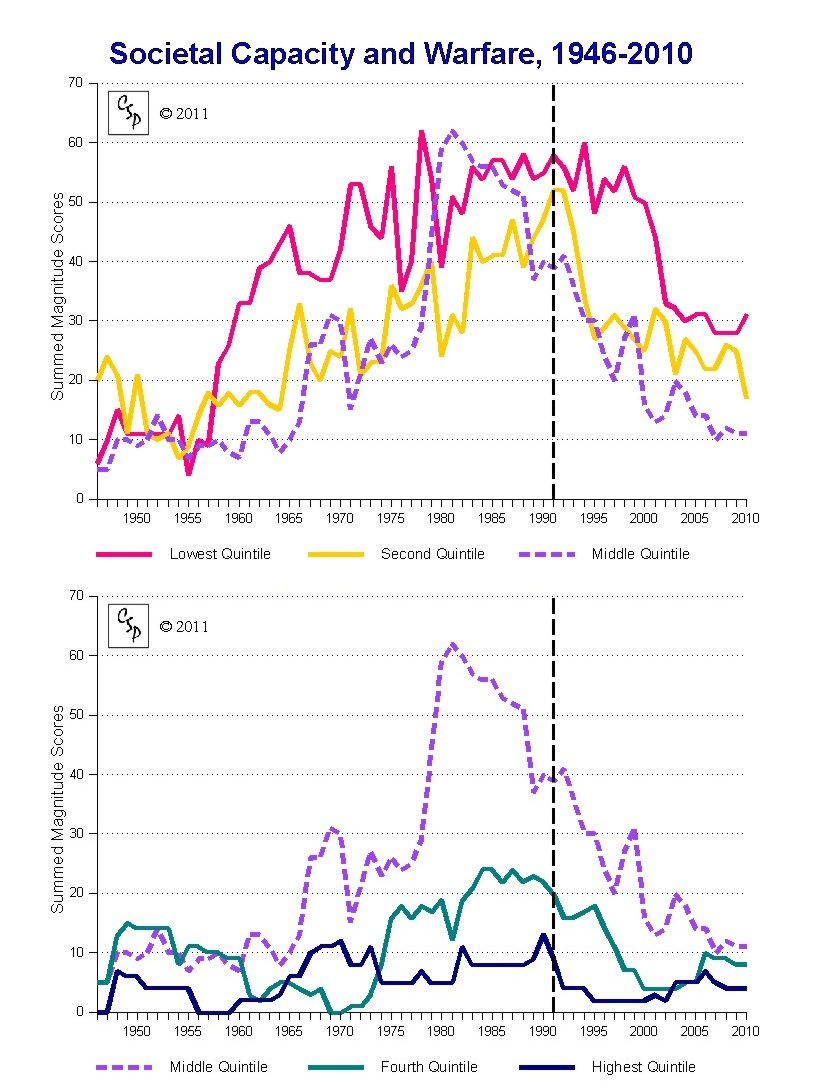 Societal Capacity and Warfare, 1946-2010
70
60
50
40
30
20
10
0
Summed Magnitude Scores
CSP
© 2011
1950 1955 1960 1965 1970 1975 1980 1985 1990 1995 2000 2005 2010
Lowest Quintile Second Quintile Middle Quintile
70
60
50
40
30
20
10
0
Summed Magnitude Scores
CSP
© 2011
1950 1955 1960 1965 1970 1975 1980 1985 1990 1995 2000 2005 2010
Middle Quintile Fourth Quintile Highest Quintile